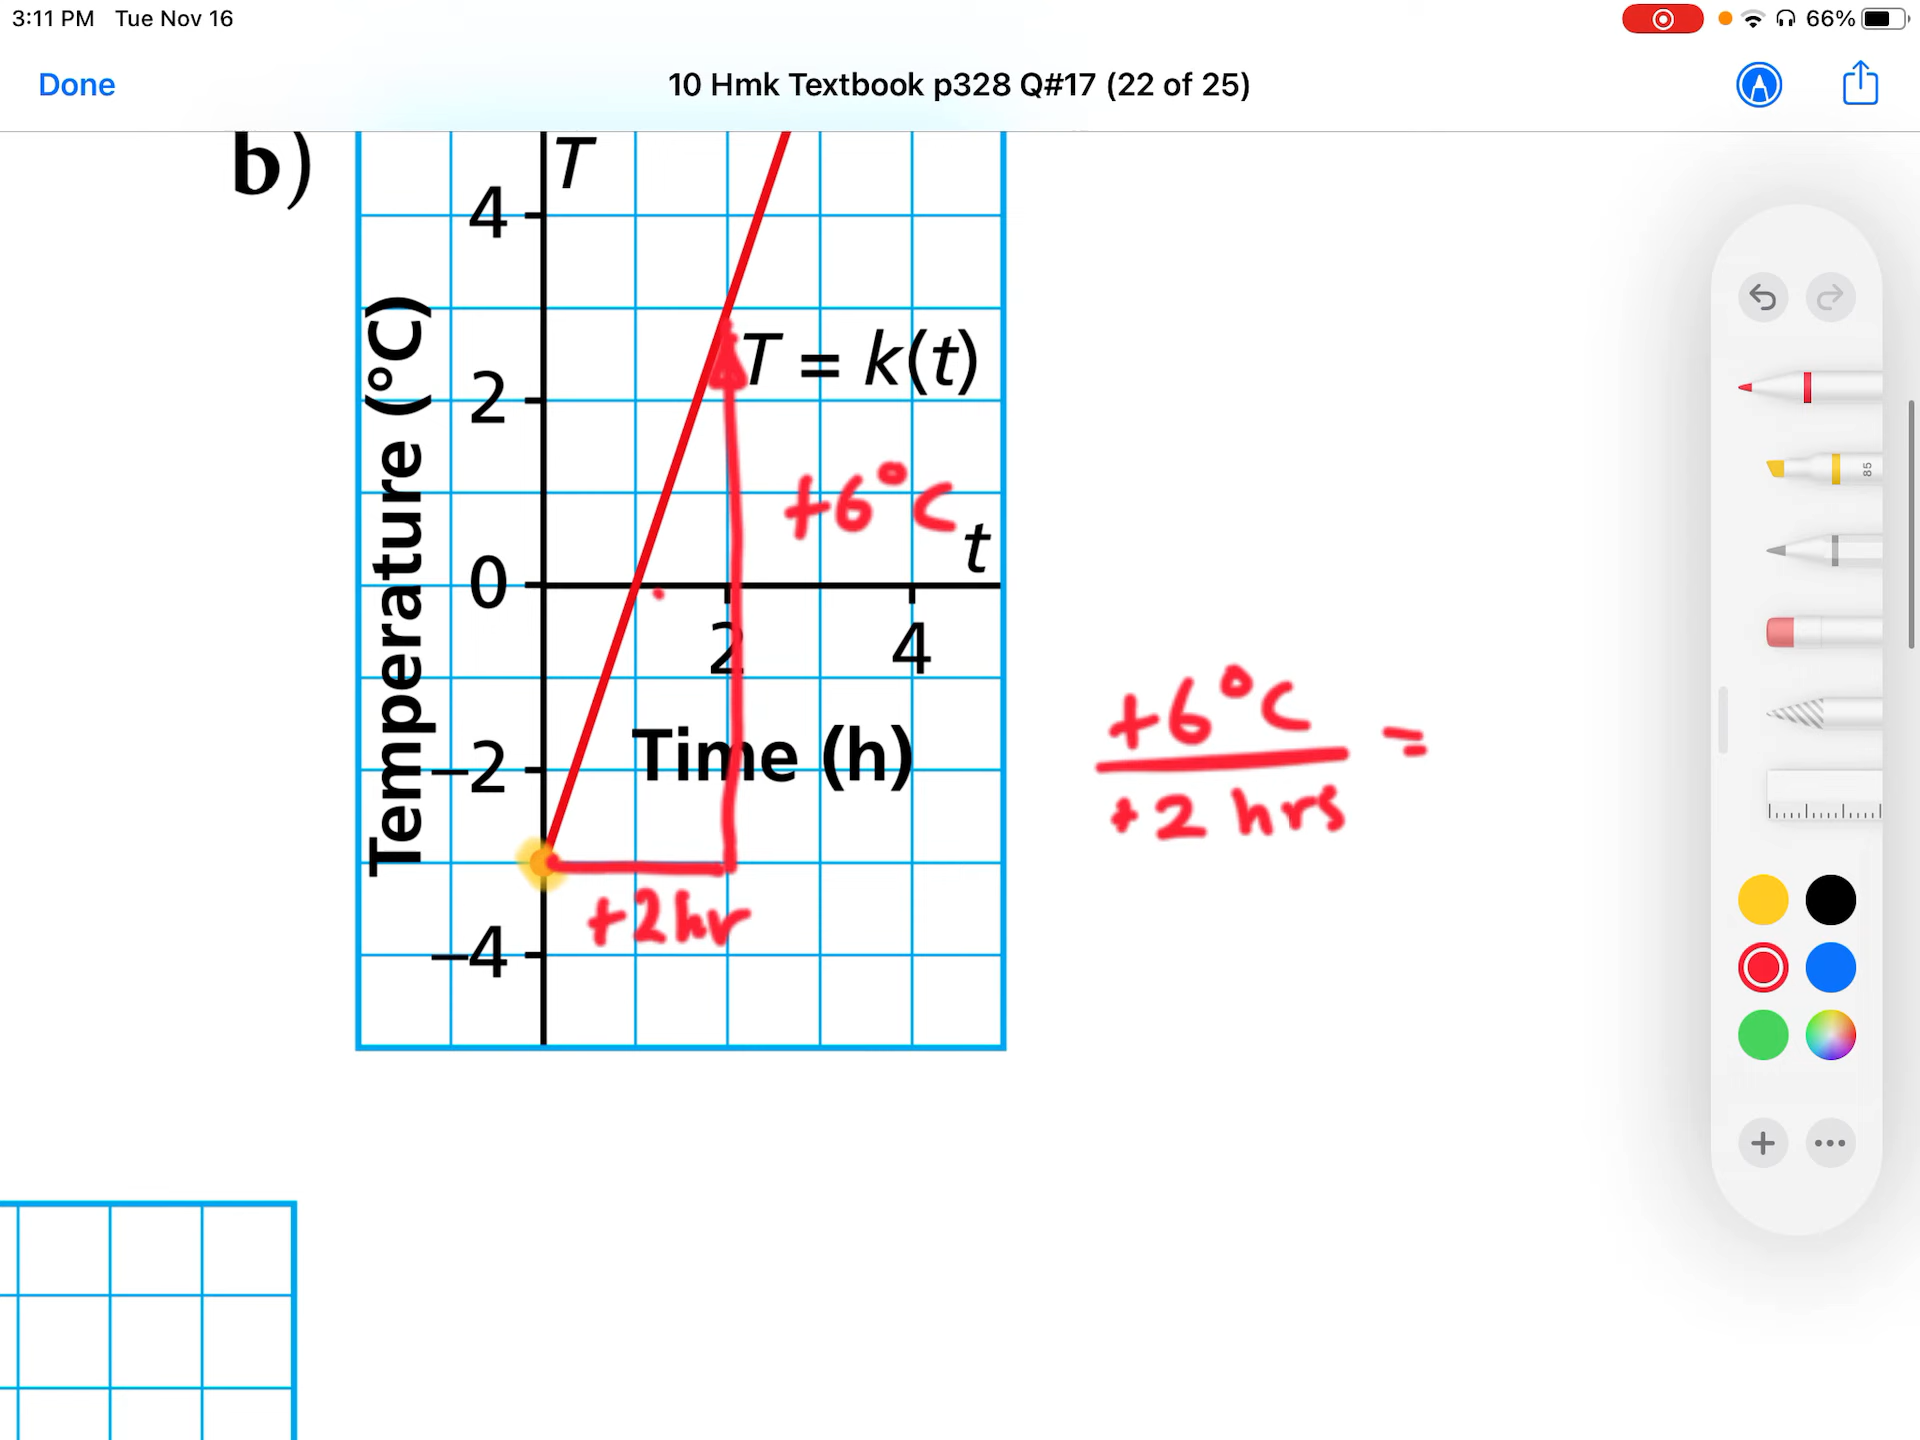 3:11 PM Tue Nov 16
66%
Done
10 Hmk Textbook p328 Q#17 (22 of 25)
b)
T
4
T = k(t)
2
+6°C
t
0
2
4
Temperature (°C)
Time (h)
-2
+2hr
-4
+6°C
=
+2 hrs
85